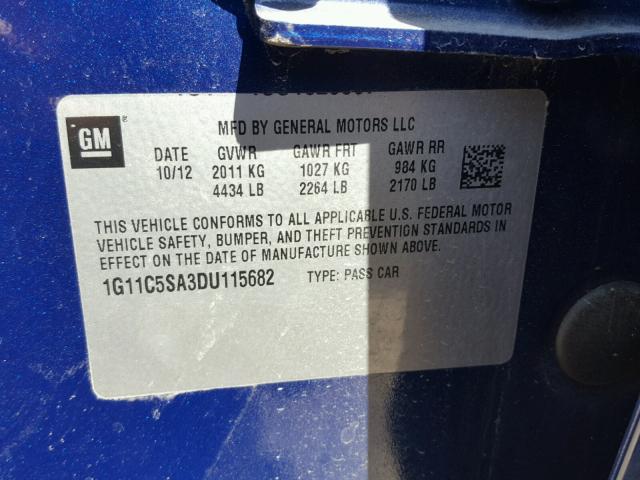 GM
MFD BY GENERAL MOTORS LLC
DATE GVWR GAWR FRT GAWR RR
10/12 2011 KG 1027 KG 984 KG
4434 LB 2264 LB 2170 LB
THIS VEHICLE CONFORMS TO ALL APPLICABLE U.S. FEDERAL MOTOR
VEHICLE SAFETY, BUMPER, AND THEFT PREVENTION STANDARDS IN
EFFECT ON THE DATE OF MANUFACTURE SHOWN ABOVE.
1G11C5SA3DU115682 TYPE: PASS CAR